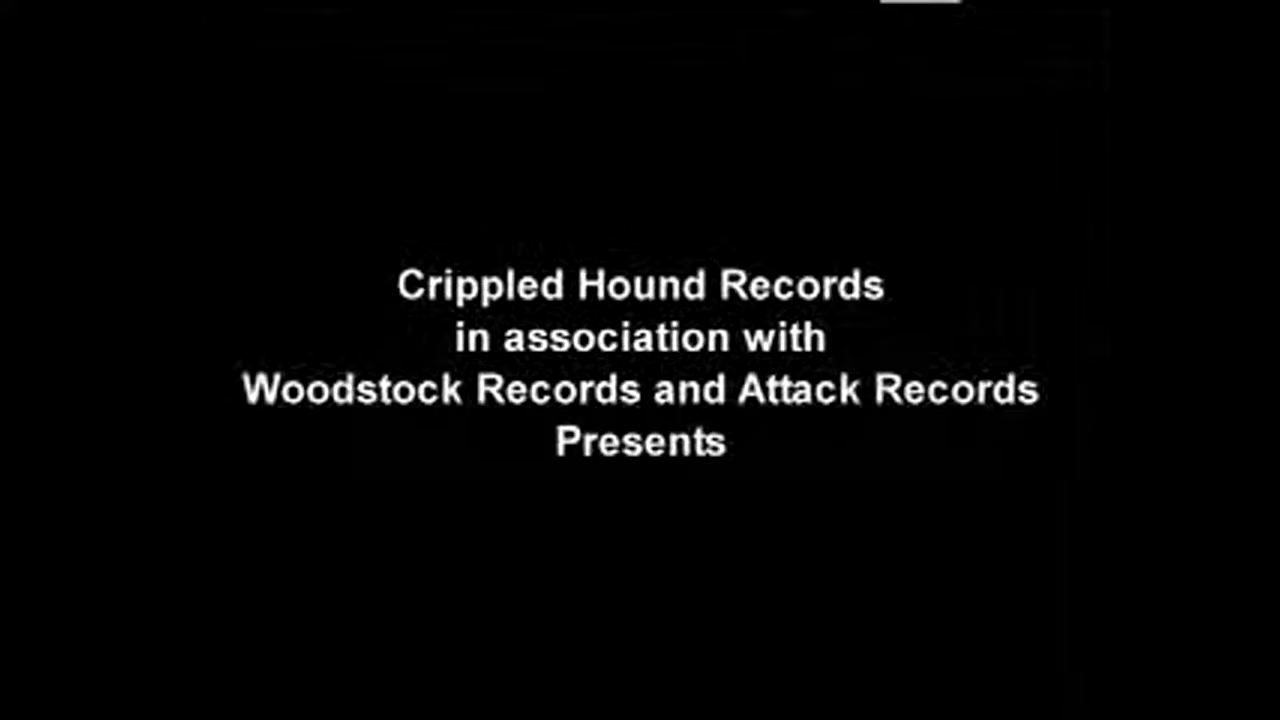 Crippled Hound Records
in association with
Woodstock Records and Attack Records
Presents